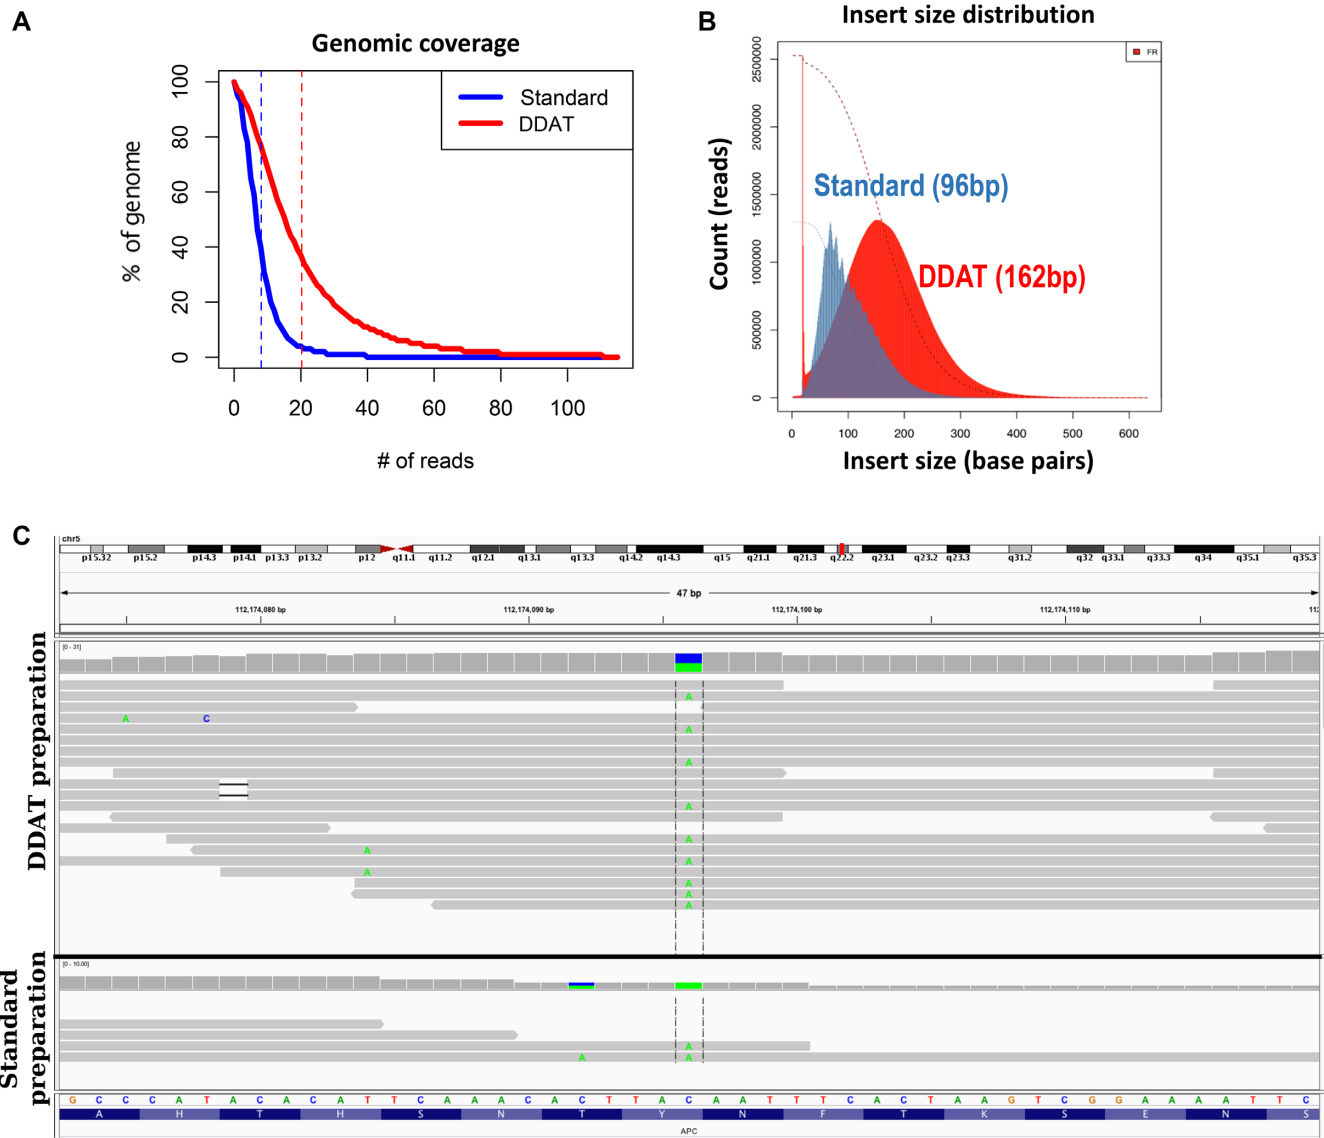 A
Genomic coverage
Standard
DDAT
% of genome
100
80
60
40
20
0
0 20 40 60 80 100
# of reads
B
Insert size distribution
FR
Count (reads)
2500000
2000000
1500000
1000000
500000
0
Standard (96bp)
DDAT (162bp)
0 100 200 300 400 500 600
Insert size (base pairs)
C
chr5
p15.32 p15.2 p14.3 p14.1 p13.3 p13.2 p12 q11.1 q11.2 q12.1 q13.1 q13.3 q14.2 q14.3 q15 q21.1 q21.3 q22.2 q23.1 q23.2 q23.3 q31.2 q32 q33.1 q33.3 q34 q35.1 q35.3
47 bp
112,174,080 bp 112,174,090 bp 112,174,100 bp 112,174,110 bp 112
DDAT preparation
[0 - 31]
A
A C
A
A
A
A
A
A
A
A
A
A
Standard preparation
[0 - 10.00]
A
A A
G C C C A T A C A C A T T C A A A C A C T T A C A A T T T C A C T A A G T C G G A A A A T T C
A H T H S N T Y N F T K S E N S
APC